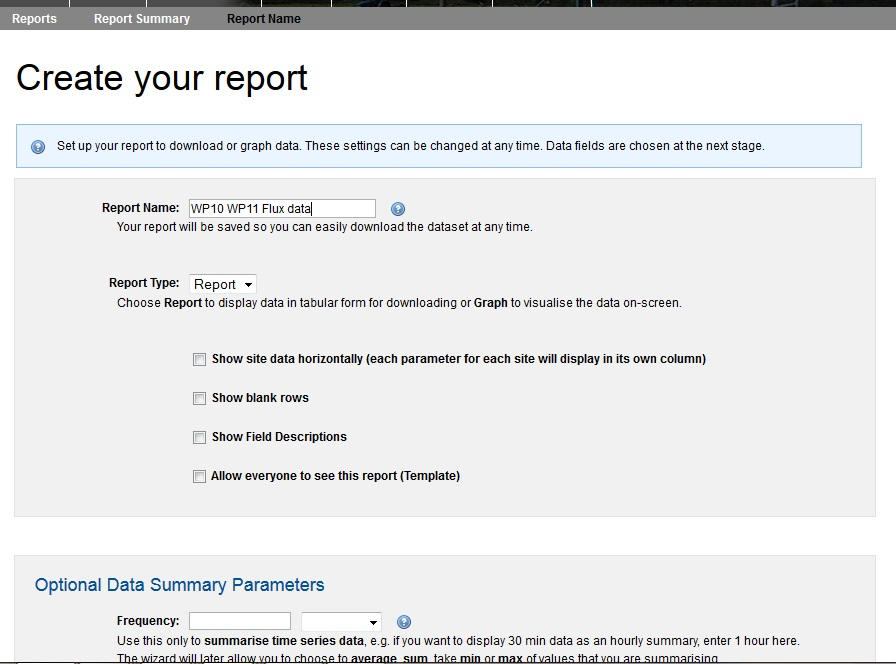 Reports Report Summary Report Name
Create your report
Set up your report to download or graph data. These settings can be changed at any time. Data fields are chosen at the next stage.
Report Name: WP10 WP11 Flux data
Your report will be saved so you can easily download the dataset at any time.
Report Type: Report
Choose Report to display data in tabular form for downloading or Graph to visualise the data on-screen.
Show site data horizontally (each parameter for each site will display in its own column)
Show blank rows
Show Field Descriptions
Allow everyone to see this report (Template)
Optional Data Summary Parameters
Frequency:
Use this only to summarise time series data, e.g. if you want to display 30 min data as an hourly summary, enter 1 hour here.
The wizard will later allow you to choose to average, sum, take min or max of values that you are summarising